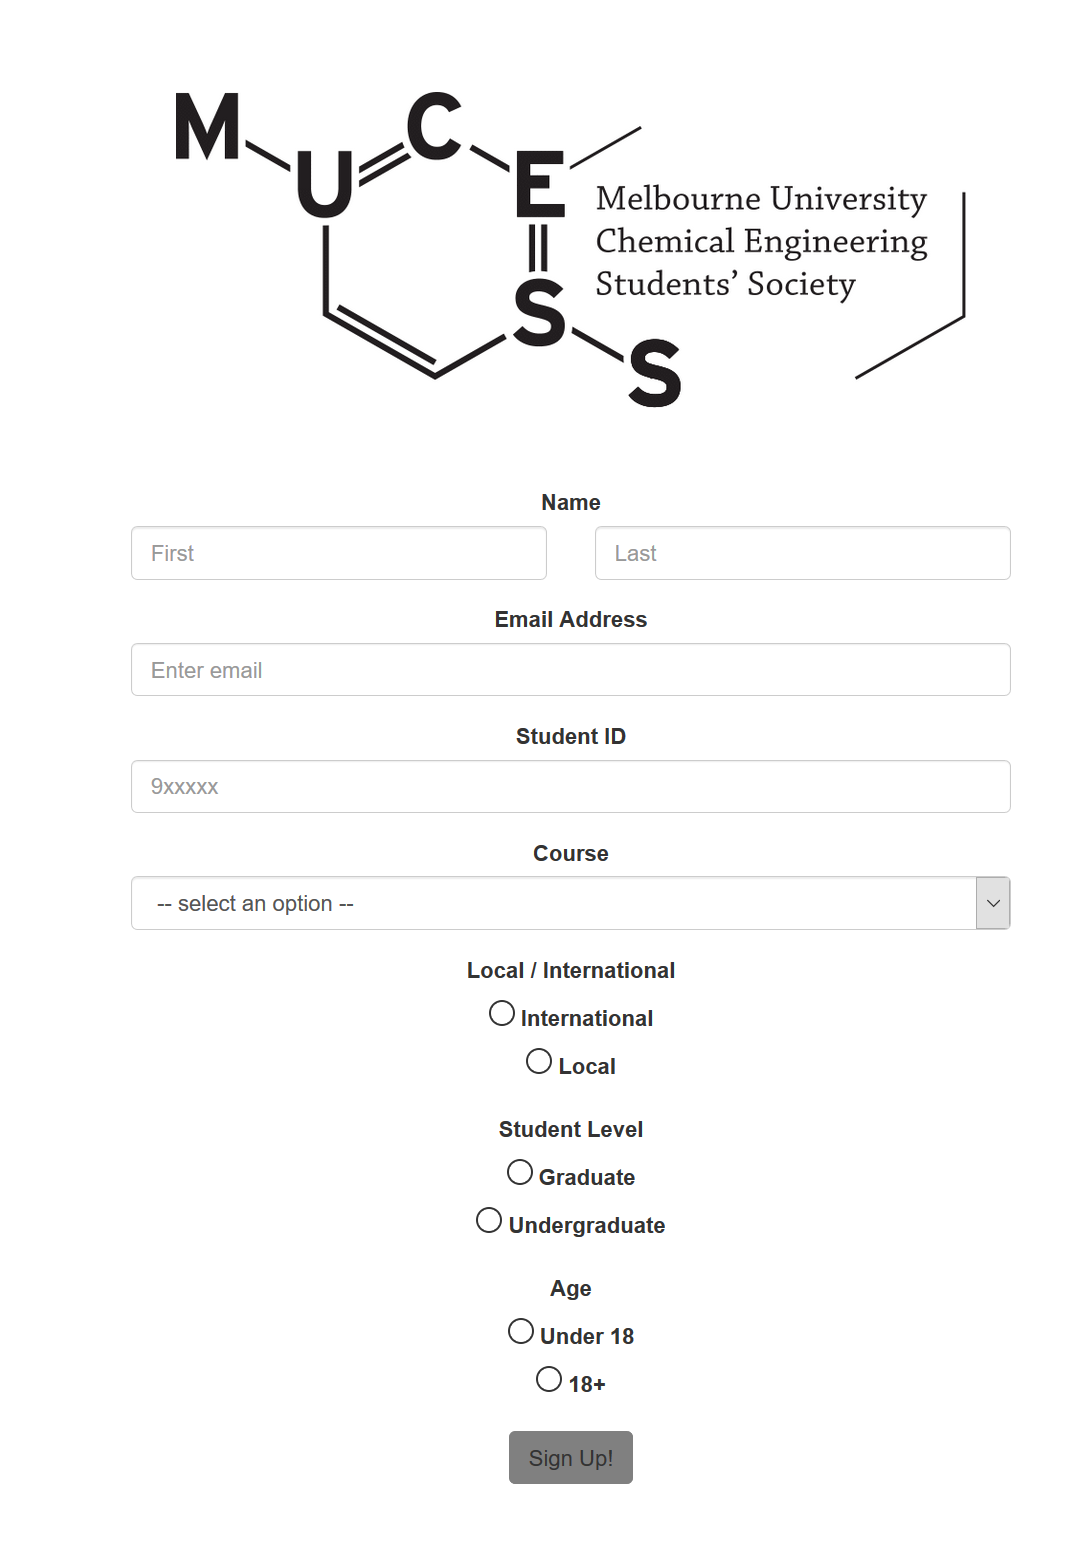 MUCESS
Melbourne University
Chemical Engineering
Students’ Society
Name
First
Last
Email Address
Enter email
Student ID
9xxxxx
Course
-- select an option --
Local / International
International
Local
Student Level
Graduate
Undergraduate
Age
Under 18
18+
Sign Up!